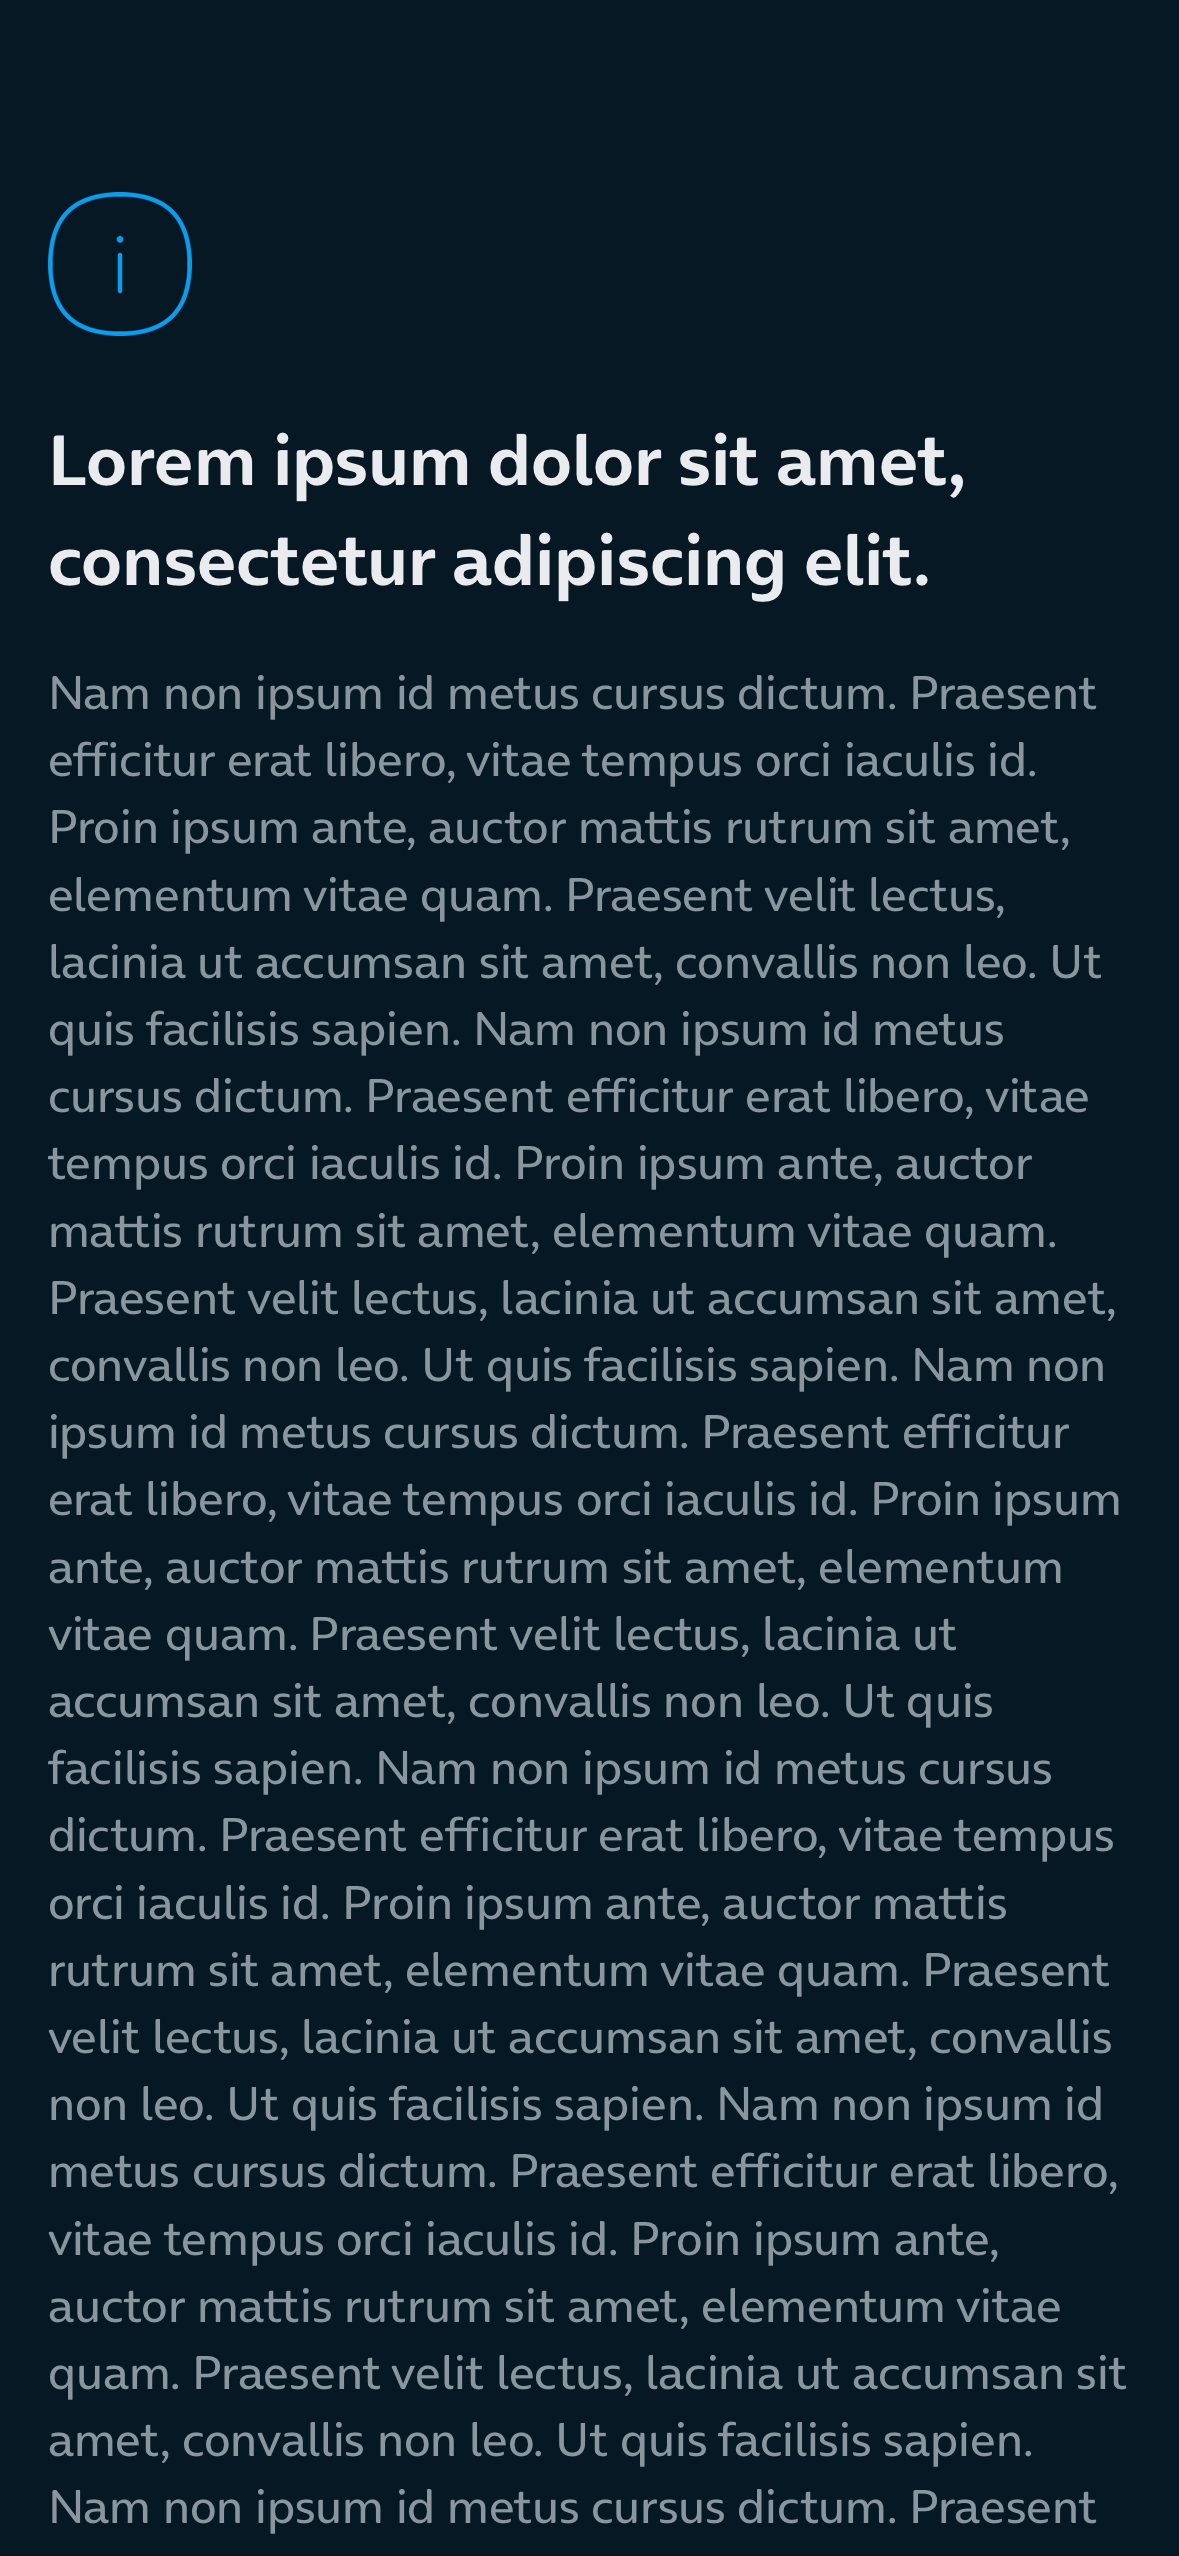 i
Lorem ipsum dolor sit amet,
consectetur adipiscing elit.
Nam non ipsum id metus cursus dictum. Praesent
efficitur erat libero, vitae tempus orci iaculis id.
Proin ipsum ante, auctor mattis rutrum sit amet,
elementum vitae quam. Praesent velit lectus,
lacinia ut accumsan sit amet, convallis non leo. Ut
quis facilisis sapien. Nam non ipsum id metus
cursus dictum. Praesent efficitur erat libero, vitae
tempus orci iaculis id. Proin ipsum ante, auctor
mattis rutrum sit amet, elementum vitae quam.
Praesent velit lectus, lacinia ut accumsan sit amet,
convallis non leo. Ut quis facilisis sapien. Nam non
ipsum id metus cursus dictum. Praesent efficitur
erat libero, vitae tempus orci iaculis id. Proin ipsum
ante, auctor mattis rutrum sit amet, elementum
vitae quam. Praesent velit lectus, lacinia ut
accumsan sit amet, convallis non leo. Ut quis
facilisis sapien. Nam non ipsum id metus cursus
dictum. Praesent efficitur erat libero, vitae tempus
orci iaculis id. Proin ipsum ante, auctor mattis
rutrum sit amet, elementum vitae quam. Praesent
velit lectus, lacinia ut accumsan sit amet, convallis
non leo. Ut quis facilisis sapien. Nam non ipsum id
metus cursus dictum. Praesent efficitur erat libero,
vitae tempus orci iaculis id. Proin ipsum ante,
auctor mattis rutrum sit amet, elementum vitae
quam. Praesent velit lectus, lacinia ut accumsan sit
amet, convallis non leo. Ut quis facilisis sapien.
Nam non ipsum id metus cursus dictum. Praesent